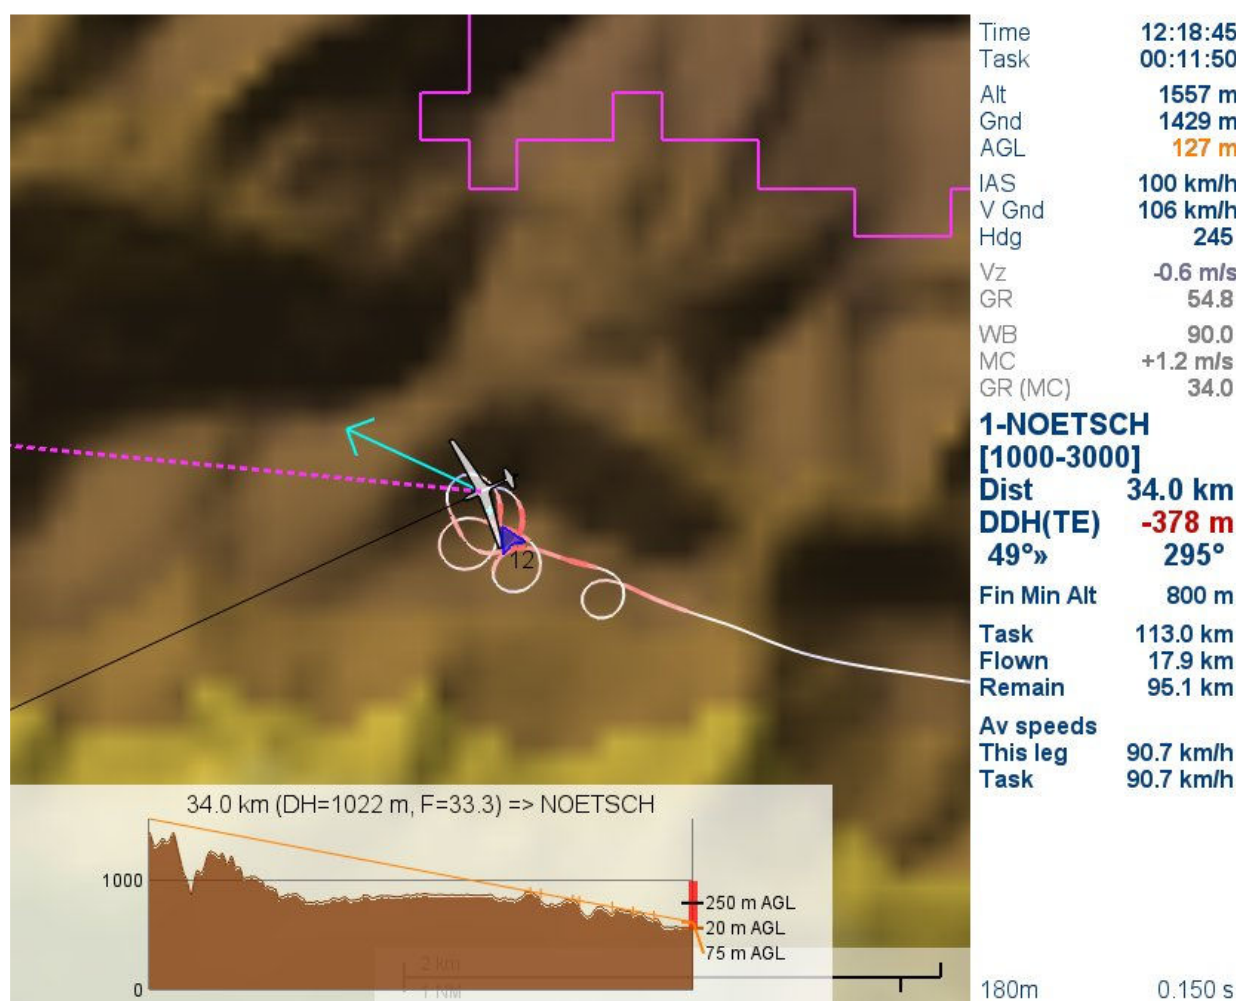 Time 12:18:45
Task 00:11:50
Alt 1557 m
Gnd 1429 m
AGL 127 m
IAS 100 km/h
V Gnd 106 km/h
Hdg 245
Vz -0.6 m/s
GR 54.8
WB 90.0
MC +1.2 m/s
GR (MC) 34.0
1-NOETSCH
[1000-3000]
Dist 34.0 km
DDH(TE) -378 m
49°» 295°
Fin Min Alt 800 m
Task 113.0 km
Flown 17.9 km
Remain 95.1 km
Av speeds
This leg 90.7 km/h
Task 90.7 km/h
180m 0.150 s
12
34.0 km (DH=1022 m, F=33.3) => NOETSCH
1000
250 m AGL
20 m AGL
75 m AGL
0
2 km
1 NM